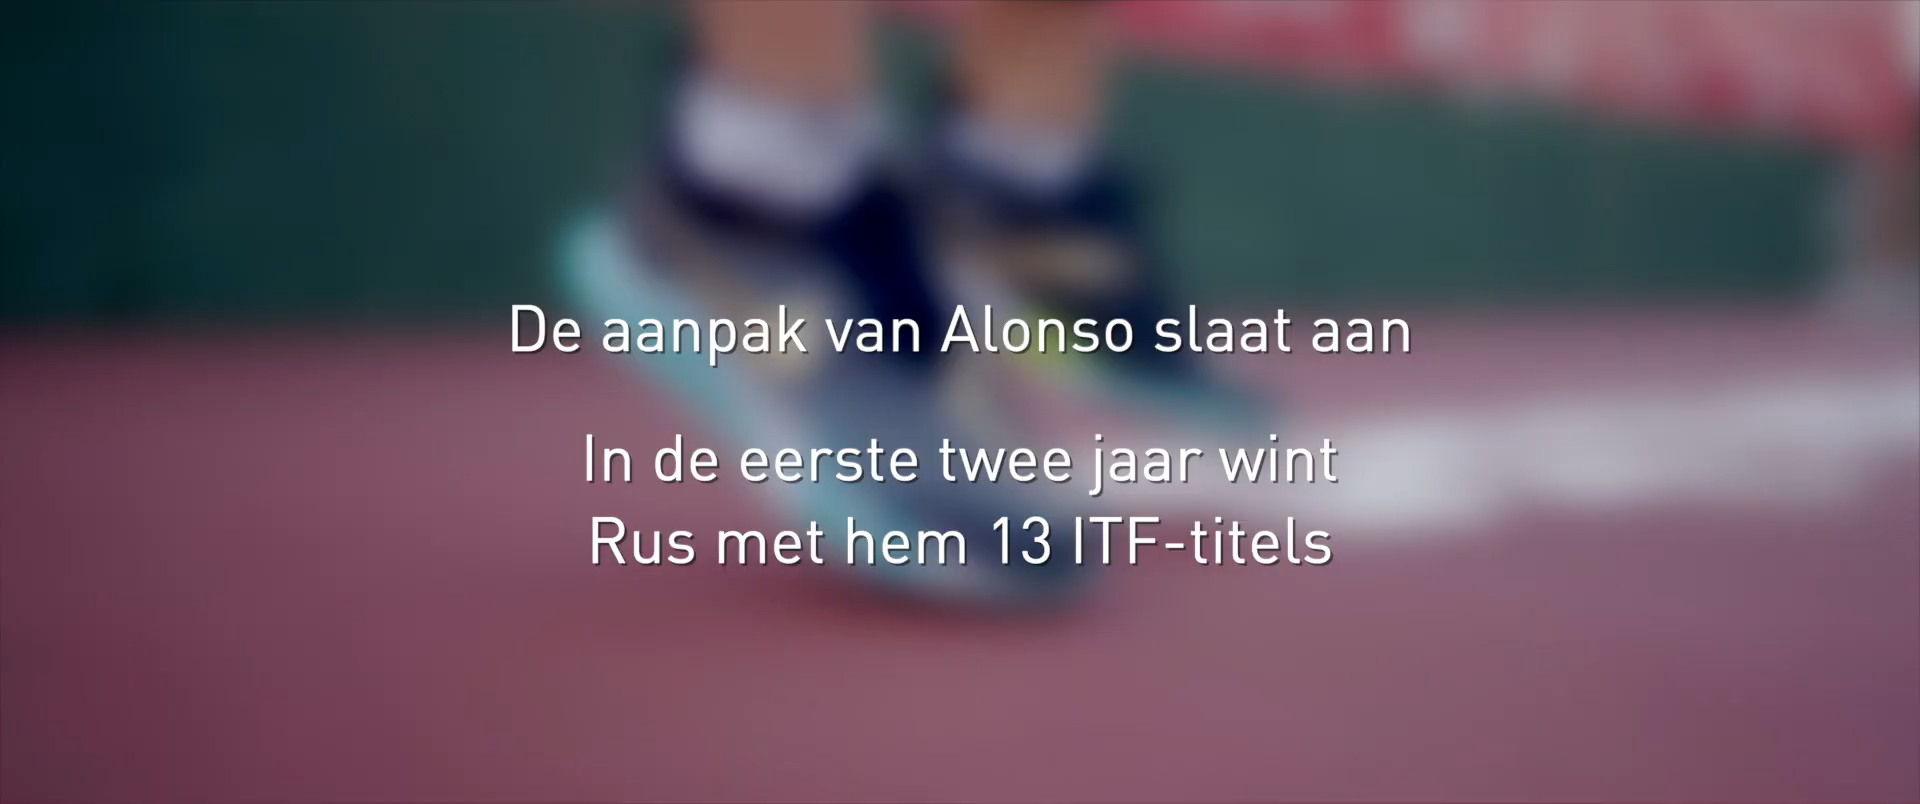 De aanpak van Alonso slaat aan
In de eerste twee jaar wint
Rus met hem 13 ITF-titels